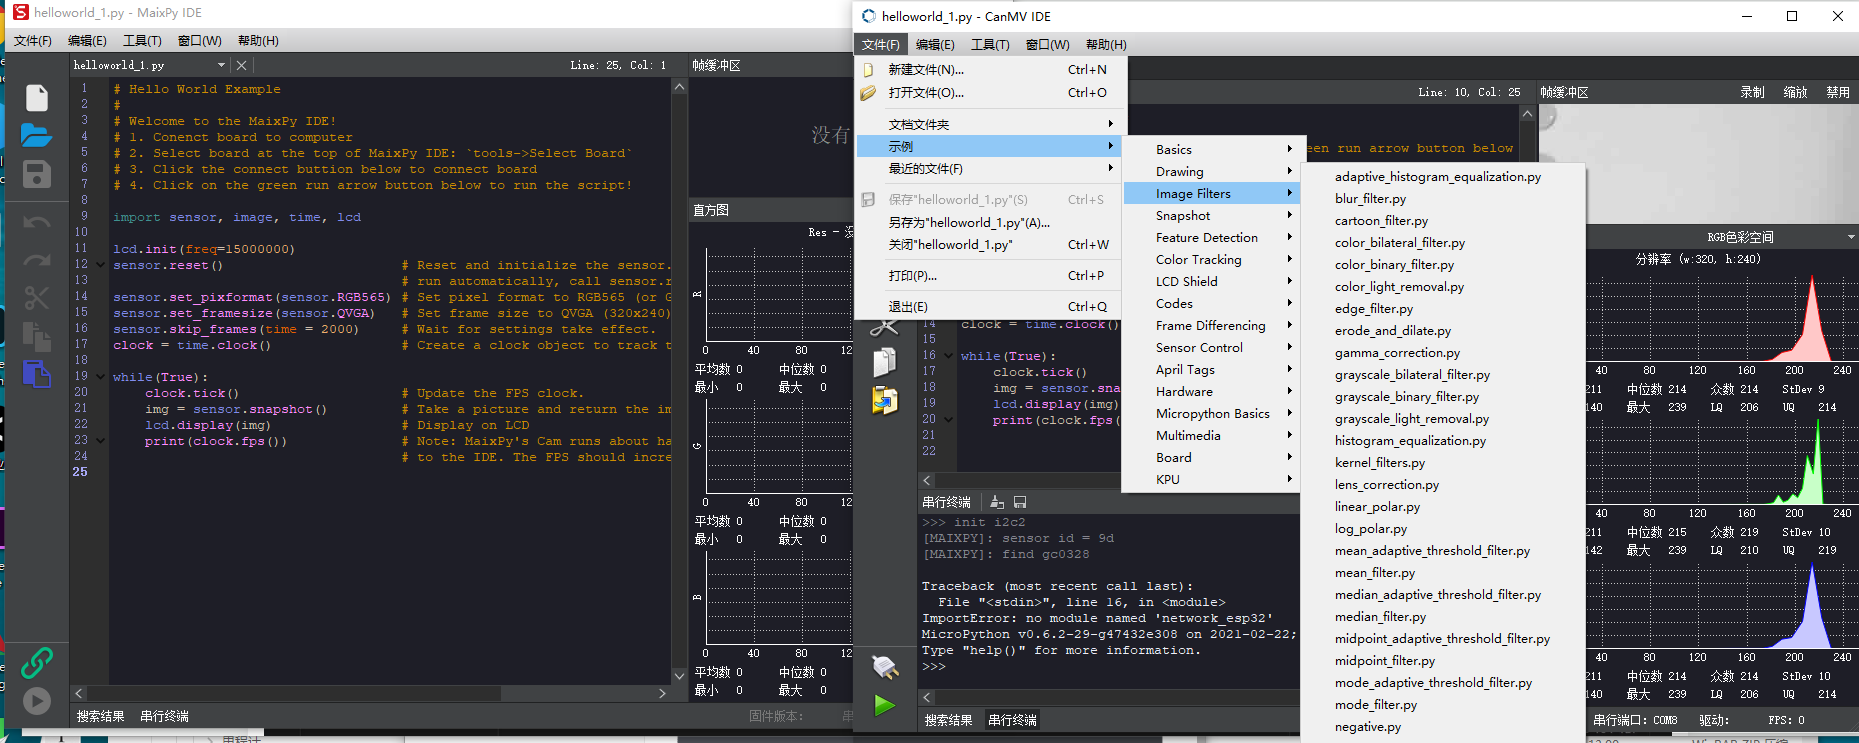 helloworld_1.py - MaixPy IDE
文件(F) 编辑(E) 工具(T) 窗口(W) 帮助(H)
helloworld_1.py
Line: 25, Col: 1
1 # Hello World Example
2 #
3 # Welcome to the MaixPy IDE!
4 # 1. Conenct board to computer
5 # 2. Select board at the top of MaixPy IDE: `tools->Select Board`
6 # 3. Click the connect buttion below to connect board
7 # 4. Click on the green run arrow button below to run the script!
8
9 import sensor, image, time, lcd
10
11 lcd.init(freq=15000000)
12 sensor.reset() # Reset and initialize the sensor.
13 # run automatically, call sensor.r
14 sensor.set_pixformat(sensor.RGB565) # Set pixel format to RGB565 (or G
15 sensor.set_framesize(sensor.QVGA) # Set frame size to QVGA (320x240)
16 sensor.skip_frames(time = 2000) # Wait for settings take effect.
17 clock = time.clock() # Create a clock object to track t
18
19 while(True):
20 clock.tick() # Update the FPS clock.
21 img = sensor.snapshot() # Take a picture and return the im
22 lcd.display(img) # Display on LCD
23 print(clock.fps()) # Note: MaixPy's Cam runs about ha
24 # to the IDE. The FPS should incre
25
搜索结果 串行终端
固件版本: 串
帧缓冲区
没有
直方图
Res - 没
R
0 40 80 12
平均数 0 中位数 0
最小 0 最大 0
G
0 40 80 12
平均数 0 中位数 0
最小 0 最大 0
B
0 40 80 12
平均数 0 中位数 0
最小 0 最大 0
helloworld_1.py - CanMV IDE
文件(F) 编辑(E) 工具(T) 窗口(W) 帮助(H)
新建文件(N)... Ctrl+N
打开文件(O)... Ctrl+O
文档文件夹
示例
最近的文件(F)
保存"helloworld_1.py"(S) Ctrl+S
另存为"helloworld_1.py"(A)...
关闭"helloworld_1.py" Ctrl+W
打印(P)... Ctrl+P
退出(E) Ctrl+Q
Basics
Drawing
Image Filters
Snapshot
Feature Detection
Color Tracking
LCD Shield
Codes
Frame Differencing
Sensor Control
April Tags
Hardware
Micropython Basics
Multimedia
Board
KPU
adaptive_histogram_equalization.py
blur_filter.py
cartoon_filter.py
color_bilateral_filter.py
color_binary_filter.py
color_light_removal.py
edge_filter.py
erode_and_dilate.py
gamma_correction.py
grayscale_bilateral_filter.py
grayscale_binary_filter.py
grayscale_light_removal.py
histogram_equalization.py
kernel_filters.py
lens_correction.py
linear_polar.py
log_polar.py
mean_adaptive_threshold_filter.py
mean_filter.py
median_adaptive_threshold_filter.py
median_filter.py
midpoint_adaptive_threshold_filter.py
midpoint_filter.py
mode_adaptive_threshold_filter.py
mode_filter.py
negative.py
Line: 10, Col: 25
een run arrow button below
14 clock = time.clock()
15
16 while(True):
17 clock.tick()
18 img = sensor.sna
19 lcd.display(img)
20 print(clock.fps(
21
22
串行终端
>>> init i2c2
[MAIXPY]: sensor id = 9d
[MAIXPY]: find gc0328
Traceback (most recent call last):
File "<stdin>", line 16, in <module>
ImportError: no module named 'network_esp32'
MicroPython v0.6.2-29-g47432e308 on 2021-02-22;
Type "help()" for more information.
>>>
搜索结果 串行终端
帧缓冲区 录制 缩放 禁用
RGB色彩空间
分辨率 (w:320, h:240)
40 80 120 160 200 240
211 中位数 214 众数 214 StDev 9
140 最大 239 LQ 206 UQ 214
40 80 120 160 200 240
211 中位数 215 众数 219 StDev 10
142 最大 239 LQ 210 UQ 219
40 80 120 160 200 240
中位数 214 众数 214 StDev 10
140 最大 239 LQ 206 UQ 214
串行端口: COM8 驱动: FPS: 0